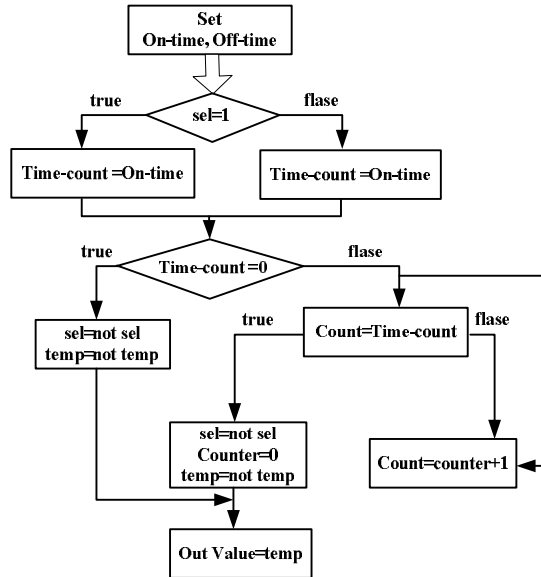 Set
On-time, Off-time
true
flase
sel=1
Time-count =On-time
Time-count =On-time
true
flase
Time-count =0
sel=not sel
temp=not temp
true
Count=Time-count
flase
sel=not sel
Counter=0
temp=not temp
Count=counter+1
Out Value=temp